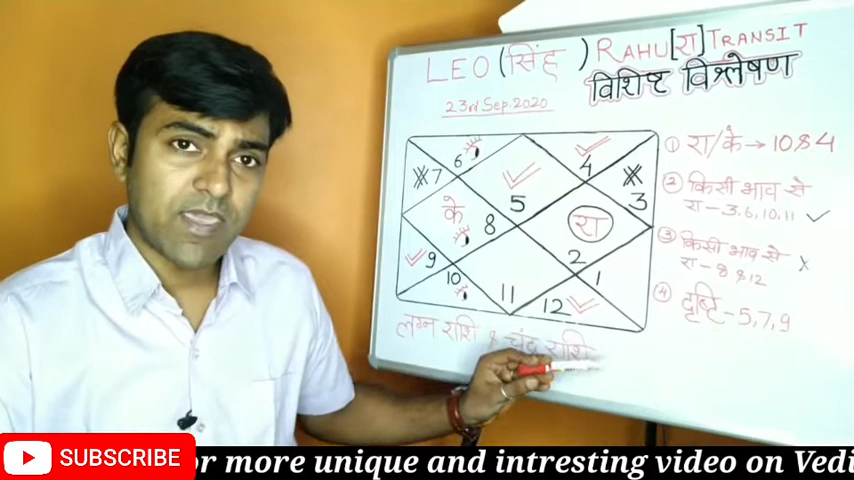 LEO (सिंह) RAHU[रा] TRANSIT
विशिष्ट विश्लेषण
23rd Sep. 2020
6
7
5
4
3
के
8
रा
2
9
10
11
12
1
① रा/के → 10 & 4
② किसी भाव से
रा - 3,6,10,11 ✓
③ किसी भाव से
रा - 8 & 12 X
④ दृष्टि - 5,7,9
लग्न राशि & चंद्र राशि
SUBSCRIBE
or more unique and intresting video on Vedi